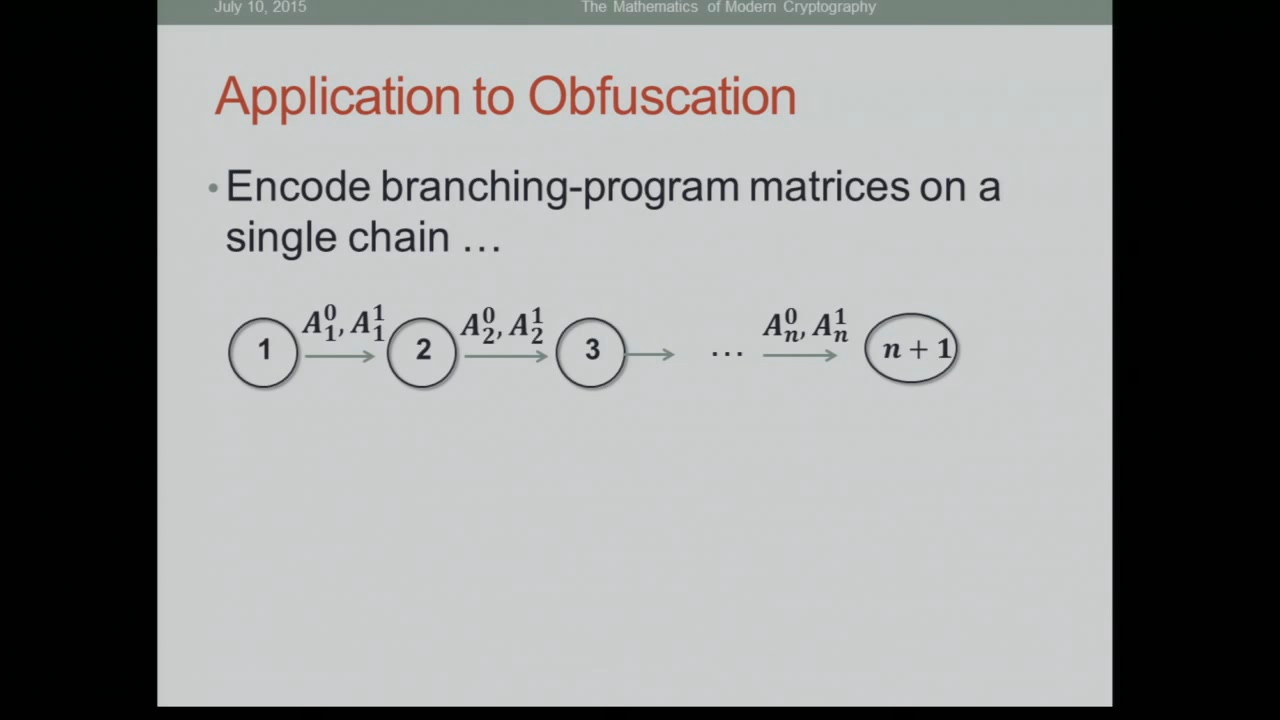 July 10, 2015 The Mathematics of Modern Cryptography
Application to Obfuscation
• Encode branching-program matrices on a
single chain …
1 A₁⁰, A₁¹ 2 A₂⁰, A₂¹ 3 … Aₙ⁰, Aₙ¹ n + 1